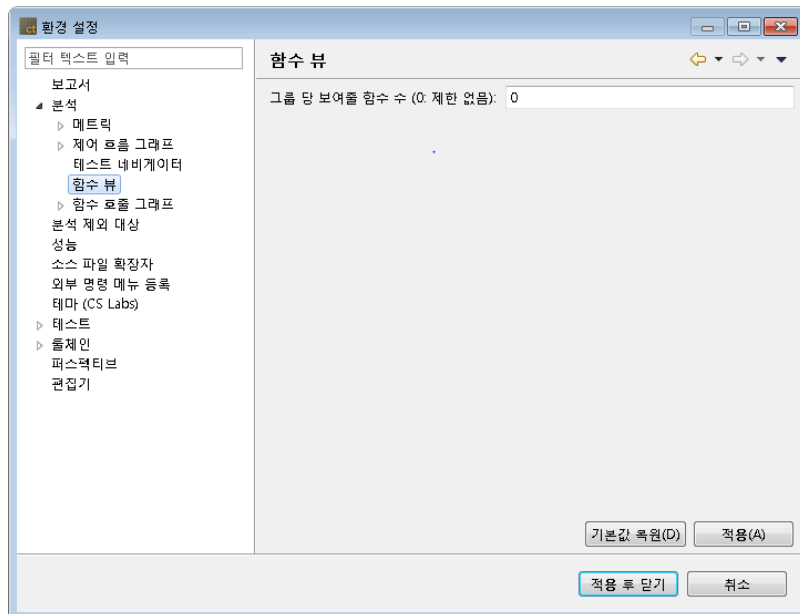 환경 설정
필터 텍스트 입력
보고서
분석
메트릭
제어 흐름 그래프
테스트 네비게이터
함수 뷰
함수 호출 그래프
분석 제외 대상
성능
소스 파일 확장자
외부 명령 메뉴 등록
테마 (CS Labs)
테스트
툴체인
퍼스펙티브
편집기
함수 뷰
그룹 당 보여줄 함수 수 (0: 제한 없음): 0
기본값 복원(D) 적용(A)
적용 후 닫기 취소